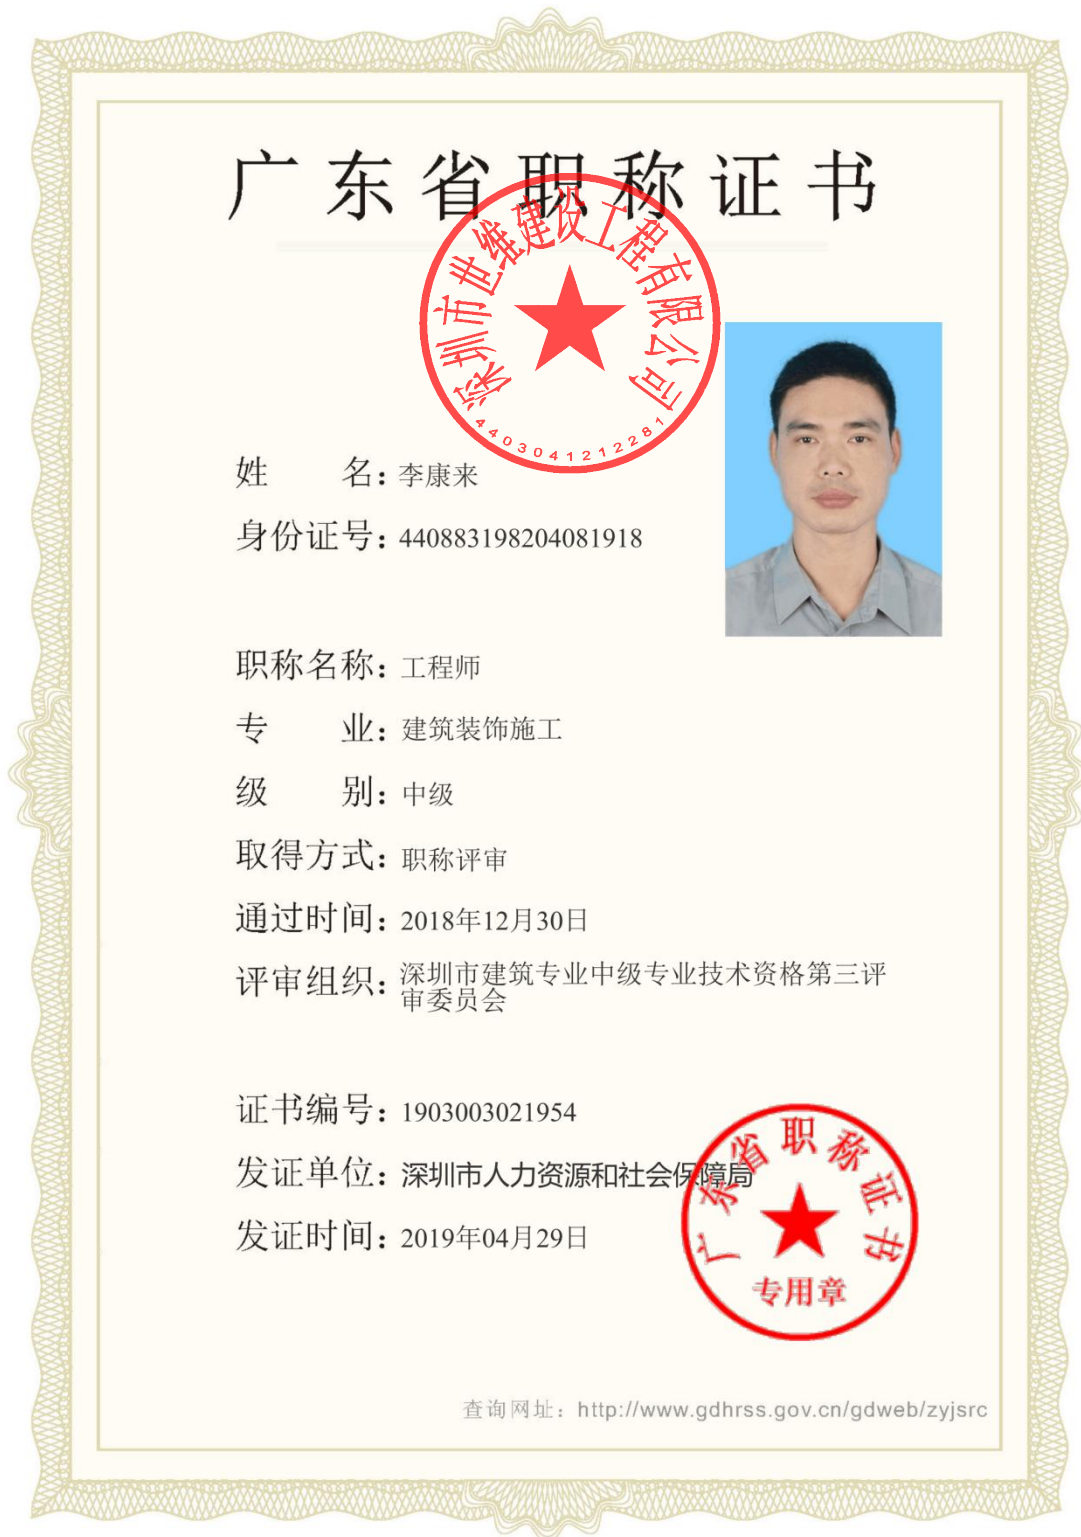 广东省职称证书
深圳市世维建设工程有限公司
4403041212281
姓 名：李康来
身份证号：440883198204081918
职称名称：工程师
专 业：建筑装饰施工
级 别：中级
取得方式：职称评审
通过时间：2018年12月30日
评审组织：深圳市建筑专业中级专业技术资格第三评
审委员会
证书编号：1903003021954
发证单位：深圳市人力资源和社会保障局
发证时间：2019年04月29日
广东省职称证书
专用章
查询网址：http://www.gdhrss.gov.cn/gdweb/zyjsrc